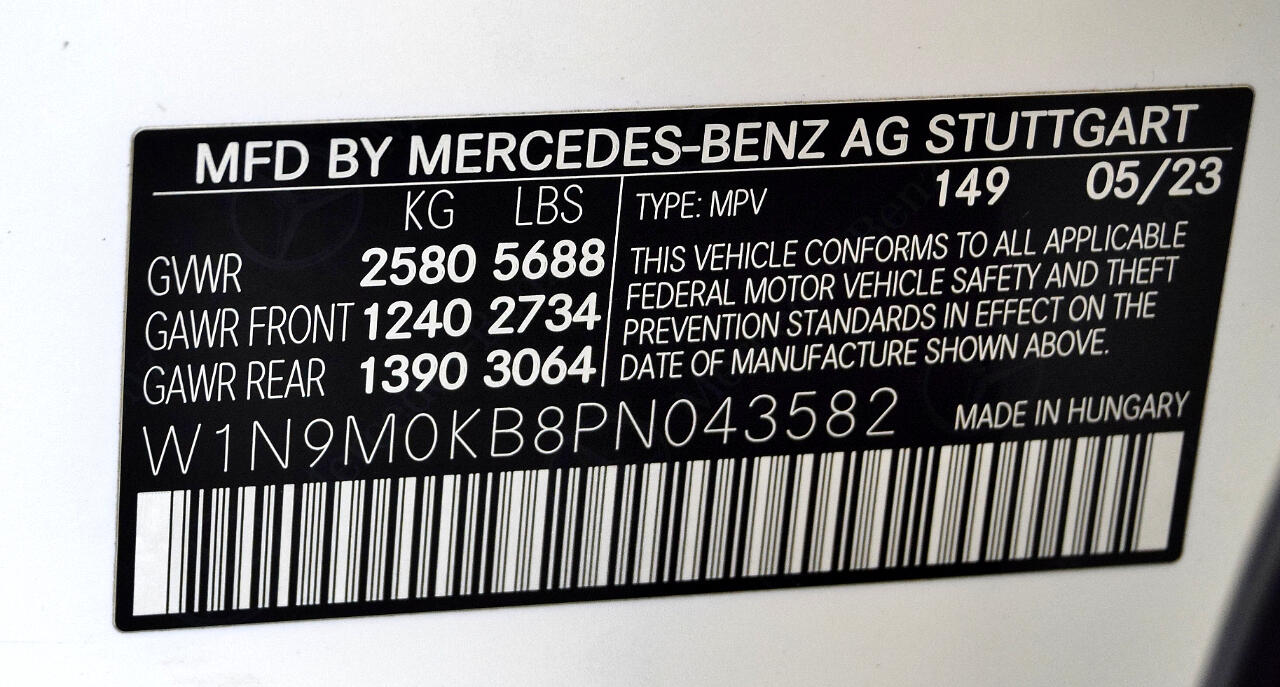 MFD BY MERCEDES-BENZ AG STUTTGART
KG LBS
GVWR 2580 5688
GAWR FRONT 1240 2734
GAWR REAR 1390 3064
TYPE: MPV 149 05/23
THIS VEHICLE CONFORMS TO ALL APPLICABLE
FEDERAL MOTOR VEHICLE SAFETY AND THEFT
PREVENTION STANDARDS IN EFFECT ON THE
DATE OF MANUFACTURE SHOWN ABOVE.
W1N9M0KB8PN043582 MADE IN HUNGARY